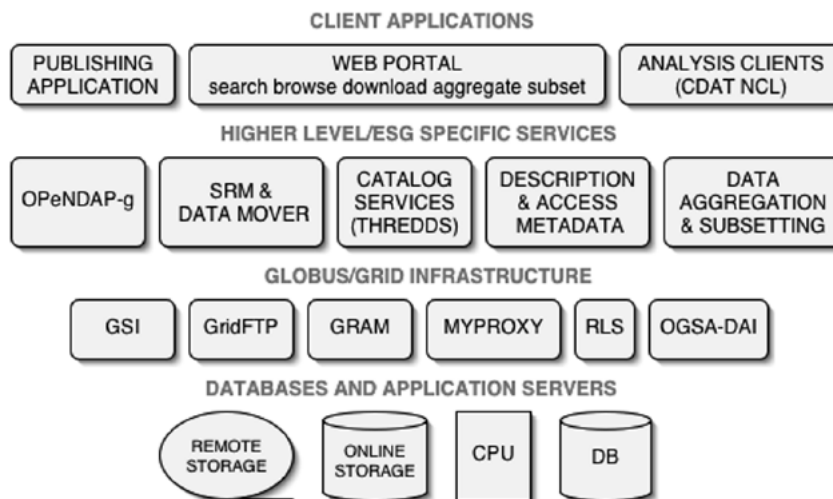 CLIENT APPLICATIONS
PUBLISHING
APPLICATION
WEB PORTAL
search browse download aggregate subset
ANALYSIS CLIENTS
(CDAT NCL)
HIGHER LEVEL/ESG SPECIFIC SERVICES
OPeNDAP-g
SRM &
DATA MOVER
CATALOG
SERVICES
(THREDDS)
DESCRIPTION
& ACCESS
METADATA
DATA
AGGREGATION
& SUBSETTING
GLOBUS/GRID INFRASTRUCTURE
GSI
GridFTP
GRAM
MYPROXY
RLS
OGSA-DAI
DATABASES AND APPLICATION SERVERS
REMOTE
STORAGE
ONLINE
STORAGE
CPU
DB